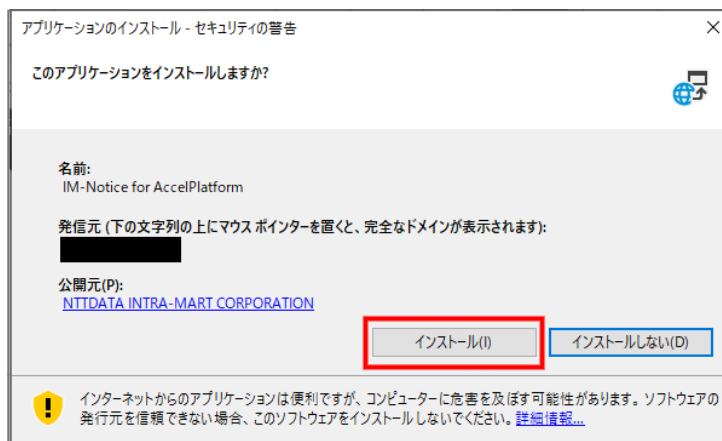 アプリケーションのインストール - セキュリティの警告
このアプリケーションをインストールしますか?
名前:
IM-Notice for AccelPlatform
発信元 (下の文字列の上にマウス ポインターを置くと、完全なドメインが表示されます):
公開元(P):
NTTDATA INTRA-MART CORPORATION
インストール(I)
インストールしない(D)
インターネットからのアプリケーションは便利ですが、コンピューターに危害を及ぼす可能性があります。ソフトウェアの
発行元を信頼できない場合、このソフトウェアをインストールしないでください。詳細情報...